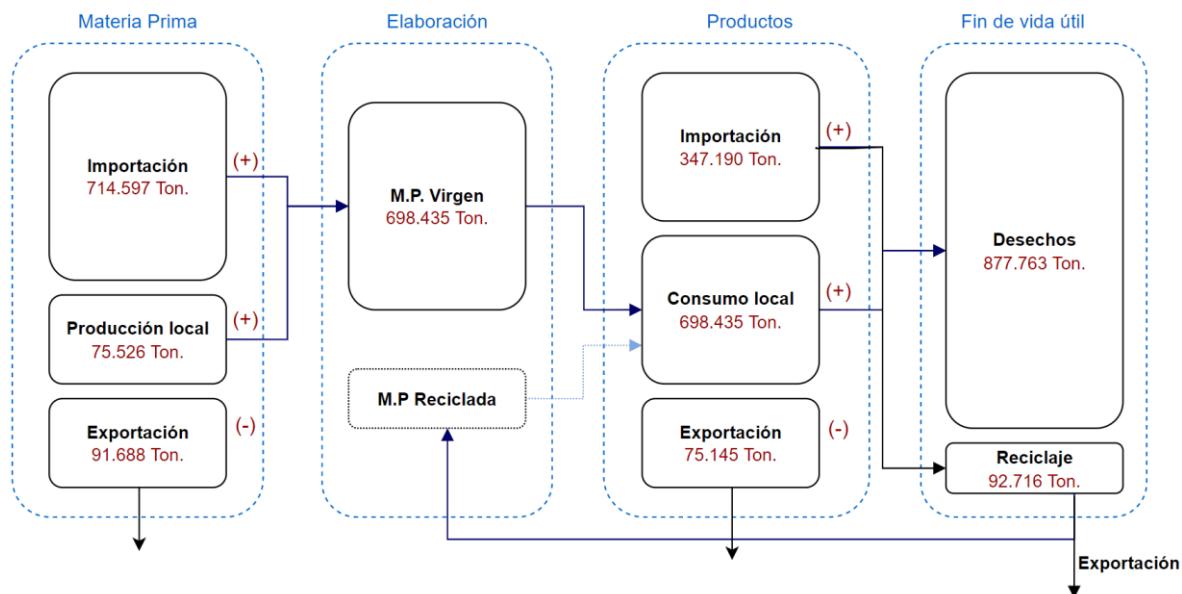 Materia Prima
Elaboración
Productos
Fin de vida útil
Importación
714.597 Ton.
(+)
Producción local
75.526 Ton.
(+)
Exportación
91.688 Ton.
(-)
M.P. Virgen
698.435 Ton.
M.P Reciclada
Importación
347.190 Ton.
(+)
Consumo local
698.435 Ton.
(+)
Exportación
75.145 Ton.
(-)
Desechos
877.763 Ton.
Reciclaje
92.716 Ton.
Exportación